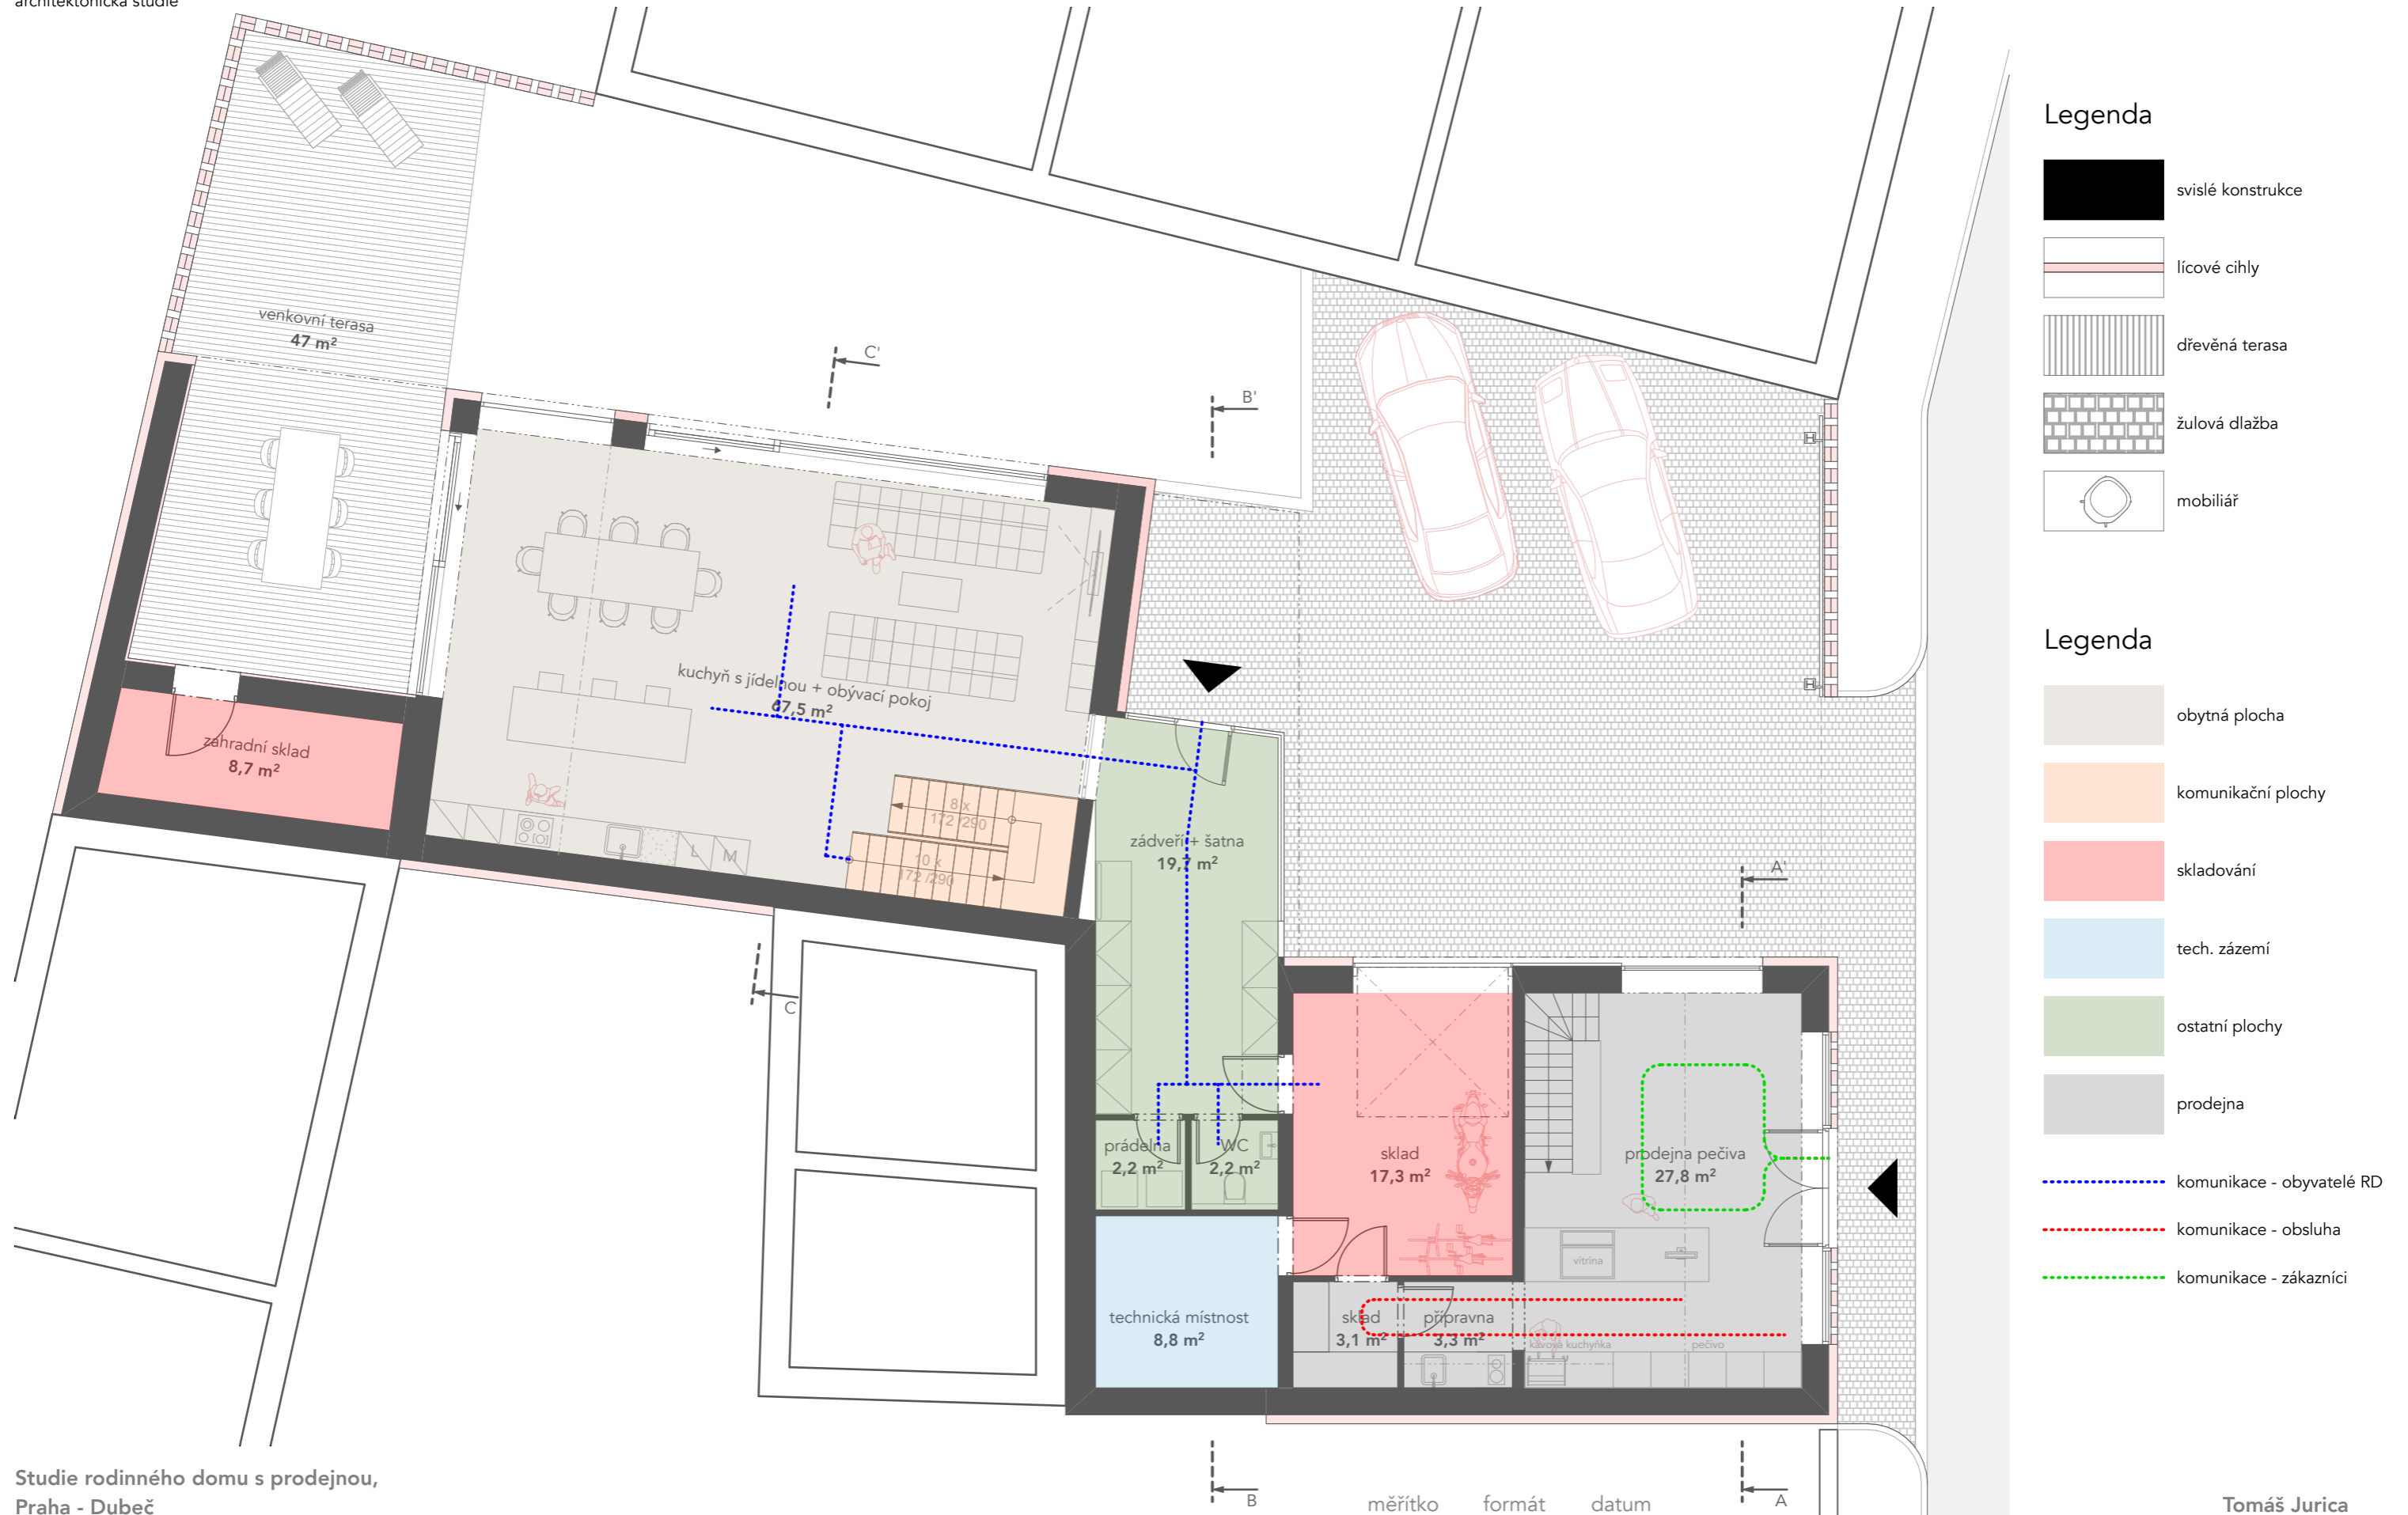 architektonická studie
venkovní terasa
47 m²
C'
B'
kuchyň s jídelnou + obývací pokoj
67,5 m²
zahradní sklad
8,7 m²
8 x
172 /290
10 x
172 /290
L
M
zádveří + šatna
19,7 m²
A'
C
prádelna
2,2 m²
WC
2,2 m²
sklad
17,3 m²
prodejna pečiva
27,8 m²
vitrína
technická místnost
8,8 m²
sklad
3,1 m²
přípravna
3,3 m²
kávová kuchyňka
pečivo
B
A
Legenda
svislé konstrukce
lícové cihly
dřevěná terasa
žulová dlažba
mobiliář
Legenda
obytná plocha
komunikační plochy
skladování
tech. zázemí
ostatní plochy
prodejna
komunikace - obyvatelé RD
komunikace - obsluha
komunikace - zákazníci
Studie rodinného domu s prodejnou,
Praha - Dubeč
měřítko formát datum
Tomáš Jurica